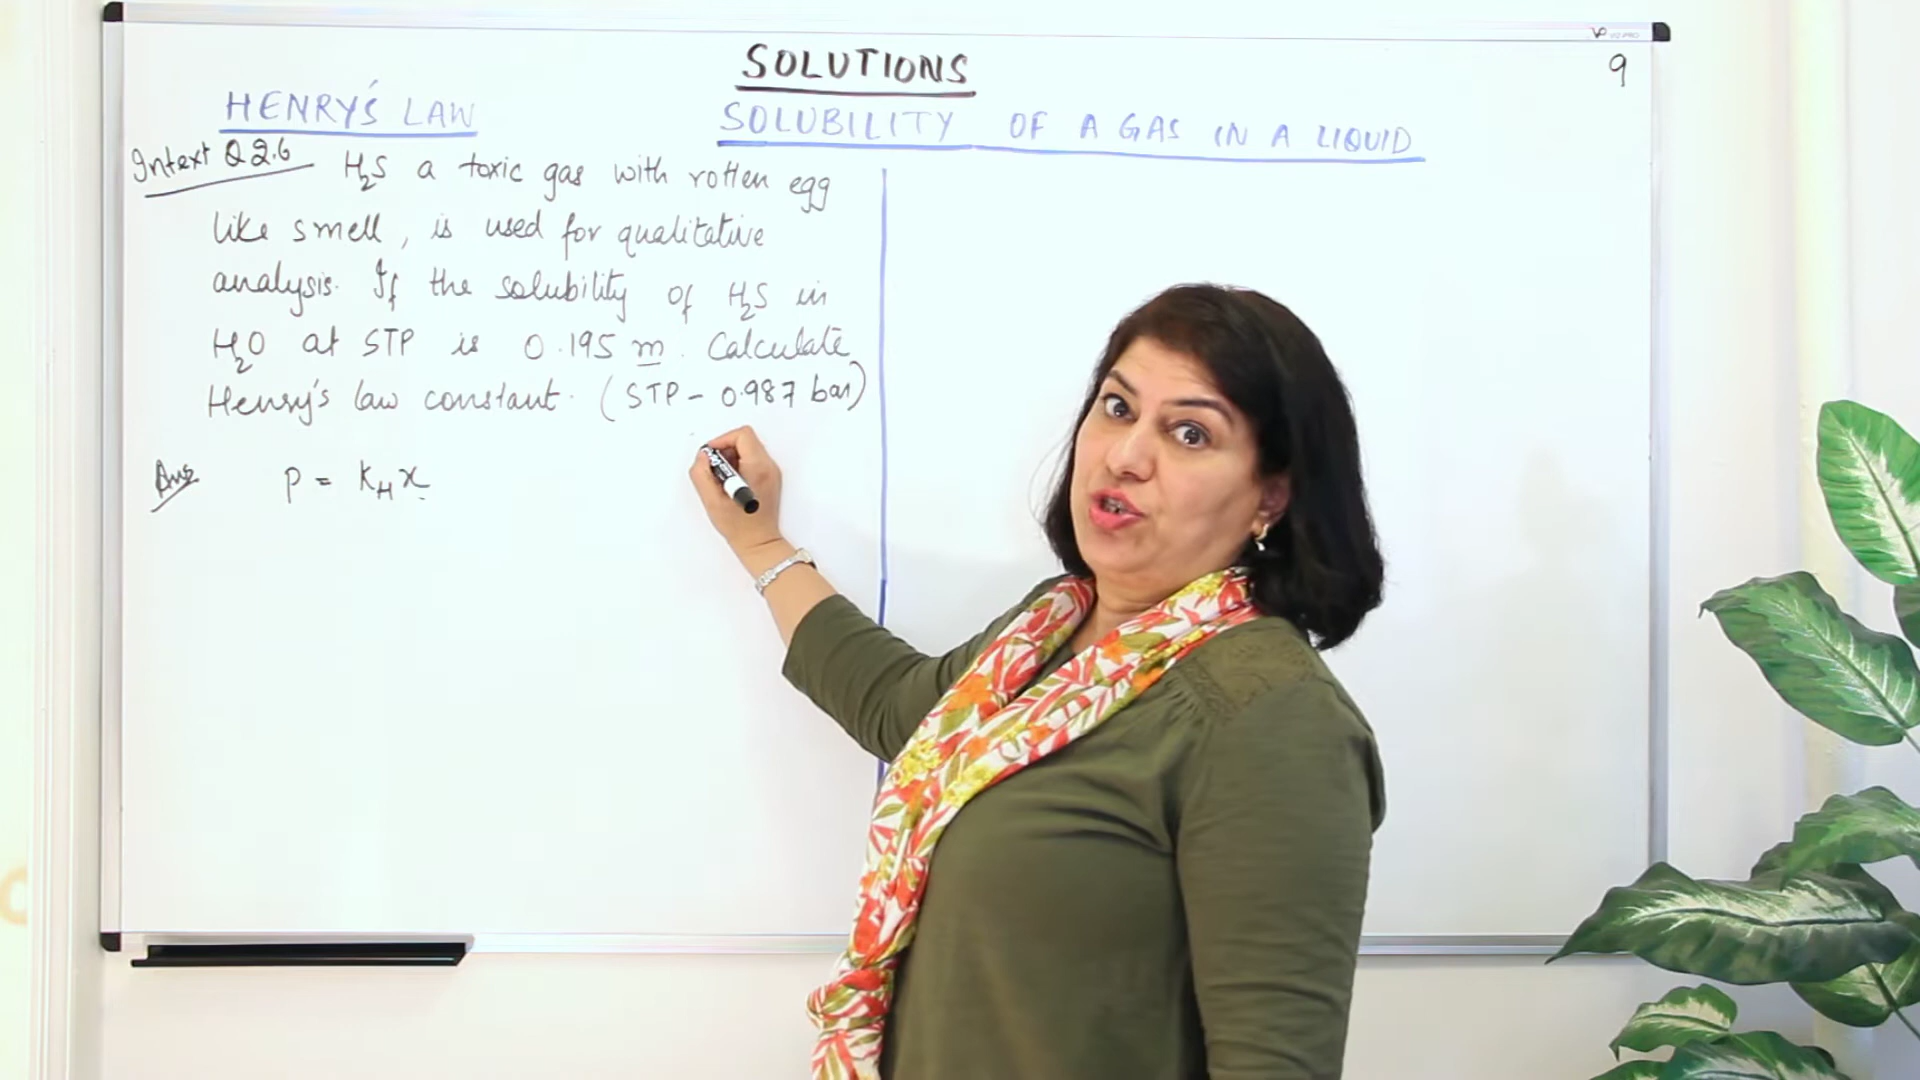 SOLUTIONS
9
HENRY'S LAW
SOLUBILITY OF A GAS IN A LIQUID
Intext Q 2.6 H₂S a toxic gas with rotten egg
like smell, is used for qualitative
analysis. If the solubility of H₂S in
H₂O at STP is 0.195 m. Calculate
Henry's law constant. (STP - 0.987 bar)
Ans P = K_H x